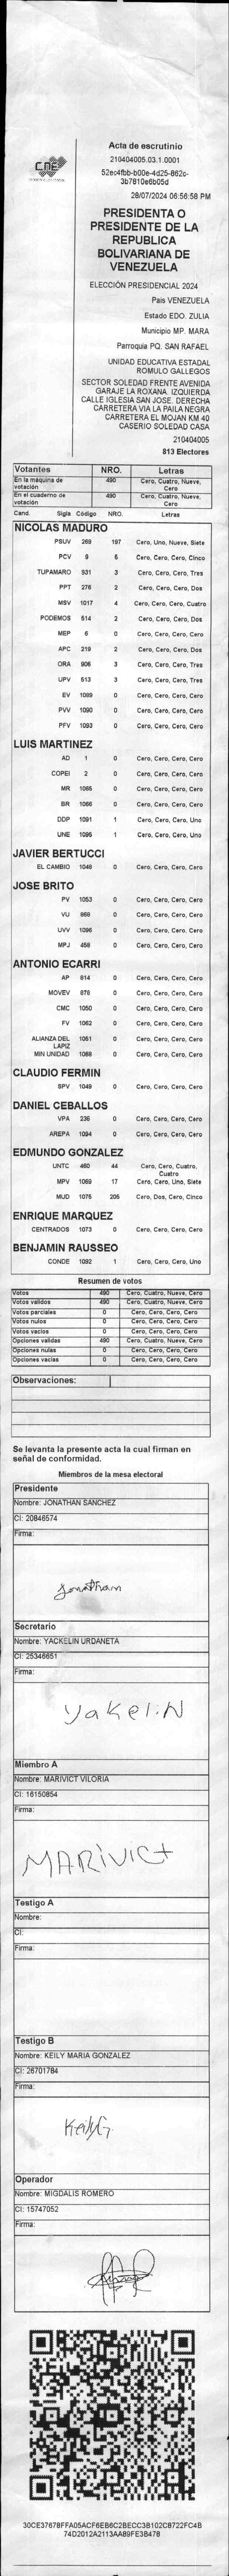 CNE
Acta de escrutinio
210404005.03.1.0001
52ec4fbb-b00e-4d25-862c-
3b7810e6b05d
28/07/2024 06:56:58 PM
PRESIDENTA O
PRESIDENTE DE LA
REPUBLICA
BOLIVARIANA DE
VENEZUELA
ELECCIÓN PRESIDENCIAL 2024
Pais VENEZUELA
Estado EDO. ZULIA
Municipio MP. MARA
Parroquia PQ. SAN RAFAEL
UNIDAD EDUCATIVA ESTADAL
ROMULO GALLEGOS
SECTOR SOLEDAD FRENTE AVENIDA
GARAJE LA ROXANA. IZQUIERDA
CALLE IGLESIA SAN JOSE. DERECHA
CARRETERA VIA LA PAILA NEGRA
CARRETERA EL MOJAN KM 40
CASERIO SOLEDAD CASA
210404005
813 Electores
Votantes NRO. Letras
En la máquina de votación 490 Cero, Cuatro, Nueve, Cero
En el cuaderno de votación 490 Cero, Cuatro, Nueve, Cero
Cand. Sigla Código NRO. Letras
NICOLAS MADURO
PSUV 269 197 Cero, Uno, Nueve, Siete
PCV 9 5 Cero, Cero, Cero, Cinco
TUPAMARO 931 3 Cero, Cero, Cero, Tres
PPT 276 2 Cero, Cero, Cero, Dos
MSV 1017 4 Cero, Cero, Cero, Cuatro
PODEMOS 514 2 Cero, Cero, Cero, Dos
MEP 6 0 Cero, Cero, Cero, Cero
APC 219 2 Cero, Cero, Cero, Dos
ORA 906 3 Cero, Cero, Cero, Tres
UPV 513 3 Cero, Cero, Cero, Tres
EV 1089 0 Cero, Cero, Cero, Cero
PVV 1090 0 Cero, Cero, Cero, Cero
PFV 1093 0 Cero, Cero, Cero, Cero
LUIS MARTINEZ
AD 1 0 Cero, Cero, Cero, Cero
COPEI 2 0 Cero, Cero, Cero, Cero
MR 1065 0 Cero, Cero, Cero, Cero
BR 1066 0 Cero, Cero, Cero, Cero
DDP 1091 1 Cero, Cero, Cero, Uno
UNE 1095 1 Cero, Cero, Cero, Uno
JAVIER BERTUCCI
EL CAMBIO 1048 0 Cero, Cero, Cero, Cero
JOSE BRITO
PV 1053 0 Cero, Cero, Cero, Cero
VU 868 0 Cero, Cero, Cero, Cero
UVV 1096 0 Cero, Cero, Cero, Cero
MPJ 458 0 Cero, Cero, Cero, Cero
ANTONIO ECARRI
AP 814 0 Cero, Cero, Cero, Cero
MOVEV 878 0 Cero, Cero, Cero, Cero
CMC 1050 0 Cero, Cero, Cero, Cero
FV 1062 0 Cero, Cero, Cero, Cero
ALIANZA DEL LAPIZ 1051 0 Cero, Cero, Cero, Cero
MIN UNIDAD 1088 0 Cero, Cero, Cero, Cero
CLAUDIO FERMIN
SPV 1049 0 Cero, Cero, Cero, Cero
DANIEL CEBALLOS
VPA 236 0 Cero, Cero, Cero, Cero
AREPA 1094 0 Cero, Cero, Cero, Cero
EDMUNDO GONZALEZ
UNTC 460 44 Cero, Cero, Cuatro, Cuatro
MPV 1069 17 Cero, Cero, Uno, Siete
MUD 1076 205 Cero, Dos, Cero, Cinco
ENRIQUE MARQUEZ
CENTRADOS 1073 0 Cero, Cero, Cero, Cero
BENJAMIN RAUSSEO
CONDE 1092 1 Cero, Cero, Cero, Uno
Resumen de votos
Votos 490 Cero, Cuatro, Nueve, Cero
Votos validos 490 Cero, Cuatro, Nueve, Cero
Votos parciales 0 Cero, Cero, Cero, Cero
Votos nulos 0 Cero, Cero, Cero, Cero
Votos vacios 0 Cero, Cero, Cero, Cero
Opciones validas 490 Cero, Cuatro, Nueve, Cero
Opciones nulas 0 Cero, Cero, Cero, Cero
Opciones vacias 0 Cero, Cero, Cero, Cero
Observaciones:
Se levanta la presente acta la cual firman en
señal de conformidad.
Miembros de la mesa electoral
Presidente
Nombre: JONATHAN SANCHEZ
CI: 20846574
Firma:
Jonathan
Secretario
Nombre: YACKELIN URDANETA
CI: 25346651
Firma:
Yakelin
Miembro A
Nombre: MARIVICT VILORIA
CI: 16150854
Firma:
MARiViCt
Testigo A
Nombre:
CI:
Firma:
Testigo B
Nombre: KEILY MARIA GONZALEZ
CI: 26701784
Firma:
KeilyG.
Operador
Nombre: MIGDALIS ROMERO
CI: 15747052
Firma:
30CE37678FFA05ACF6EB6C2BECC3B102C8722FC4B
74D2012A2113AA89FE3B478